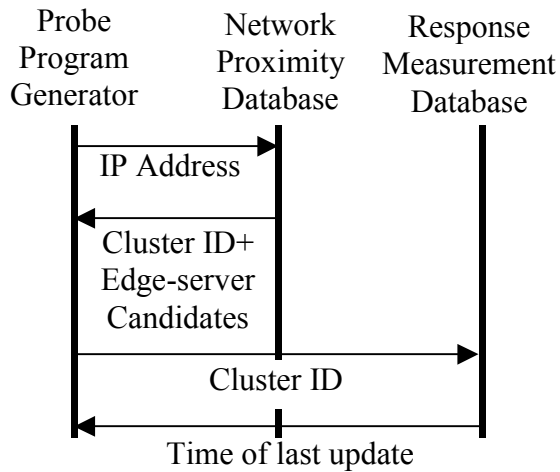 Probe
Program
Generator
Network
Proximity
Database
Response
Measurement
Database
IP Address
Cluster ID+
Edge-server
Candidates
Cluster ID
Time of last update